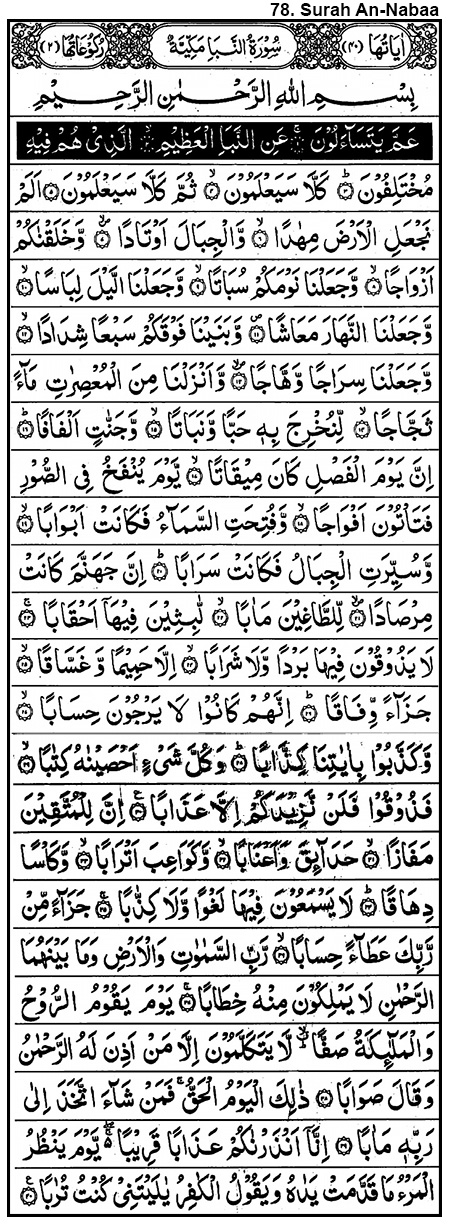 78. Surah An-Nabaa
اٰيَاتُهَا (٤٠) سُوْرَةُ النَّبَاِ مَكِّيَّةٌ رُكُوْعَاتُهَا (٢)
بِسْمِ اللهِ الرَّحْمٰنِ الرَّحِيْمِ
عَمَّ يَتَسَآءَلُوْنَ ۝١ عَنِ النَّبَاِ الْعَظِيْمِ ۝٢ الَّذِىْ هُمْ فِيْهِ
مُخْتَلِفُوْنَ ۝٣ كَلَّا سَيَعْلَمُوْنَ ۝٤ ثُمَّ كَلَّا سَيَعْلَمُوْنَ ۝٥ اَلَمْ
نَجْعَلِ الْاَرْضَ مِهٰدًا ۝٦ وَّالْجِبَالَ اَوْتَادًا ۝٧ وَّخَلَقْنٰكُمْ
اَزْوَاجًا ۝٨ وَّجَعَلْنَا نَوْمَكُمْ سُبَاتًا ۝٩ وَّجَعَلْنَا الَّيْلَ لِبَاسًا ۝١٠
وَّجَعَلْنَا النَّهَارَ مَعَاشًا ۝١١ وَّبَنَيْنَا فَوْقَكُمْ سَبْعًا شِدَادًا ۝١٢
وَّجَعَلْنَا سِرَاجًا وَّهَّاجًا ۝١٣ وَّاَنْزَلْنَا مِنَ الْمُعْصِرٰتِ مَآءً
ثَجَّاجًا ۝١٤ لِّنُخْرِجَ بِهٖ حَبًّا وَّنَبَاتًا ۝١٥ وَّجَنّٰتٍ اَلْفَافًا ۝١٦
اِنَّ يَوْمَ الْفَصْلِ كَانَ مِيْقَاتًا ۝١٧ يَّوْمَ يُنْفَخُ فِى الصُّوْرِ
فَتَاْتُوْنَ اَفْوَاجًا ۝١٨ وَّفُتِحَتِ السَّمَآءُ فَكَانَتْ اَبْوَابًا ۝١٩
وَّسُيِّرَتِ الْجِبَالُ فَكَانَتْ سَرَابًا ۝٢٠ اِنَّ جَهَنَّمَ كَانَتْ
مِرْصَادًا ۝٢١ لِّلطَّاغِيْنَ مَاٰبًا ۝٢٢ لّٰبِثِيْنَ فِيْهَآ اَحْقَابًا ۝٢٣
لَا يَذُوْقُوْنَ فِيْهَا بَرْدًا وَّلَا شَرَابًا ۝٢٤ اِلَّا حَمِيْمًا وَّغَسَّاقًا ۝٢٥
جَزَآءً وِّفَاقًا ۝٢٦ اِنَّهُمْ كَانُوْا لَا يَرْجُوْنَ حِسَابًا ۝٢٧
وَّكَذَّبُوْا بِاٰيٰتِنَا كِذَّابًا ۝٢٨ وَكُلَّ شَىْءٍ اَحْصَيْنٰهُ كِتٰبًا ۝٢٩
فَذُوْقُوْا فَلَنْ نَّزِيْدَكُمْ اِلَّا عَذَابًا ۝٣٠ اِنَّ لِلْمُتَّقِيْنَ
مَفَازًا ۝٣١ حَدَآئِقَ وَاَعْنَابًا ۝٣٢ وَّكَوَاعِبَ اَتْرَابًا ۝٣٣ وَّكَاْسًا
دِهَاقًا ۝٣٤ لَا يَسْمَعُوْنَ فِيْهَا لَغْوًا وَّلَا كِذّٰبًا ۝٣٥ جَزَآءً مِّنْ
رَّبِّكَ عَطَآءً حِسَابًا ۝٣٦ رَّبِّ السَّمٰوٰتِ وَالْاَرْضِ وَمَا بَيْنَهُمَا
الرَّحْمٰنِ لَا يَمْلِكُوْنَ مِنْهُ خِطَابًا ۝٣٧ يَوْمَ يَقُوْمُ الرُّوْحُ
وَالْمَلٰٓئِكَةُ صَفًّا لَّا يَتَكَلَّمُوْنَ اِلَّا مَنْ اَذِنَ لَهُ الرَّحْمٰنُ
وَقَالَ صَوَابًا ۝٣٨ ذٰلِكَ الْيَوْمُ الْحَقُّ فَمَنْ شَآءَ اتَّخَذَ اِلٰى
رَبِّهٖ مَاٰبًا ۝٣٩ اِنَّآ اَنْذَرْنٰكُمْ عَذَابًا قَرِيْبًا يَّوْمَ يَنْظُرُ
الْمَرْءُ مَا قَدَّمَتْ يَدٰهُ وَيَقُوْلُ الْكٰفِرُ يٰلَيْتَنِىْ كُنْتُ تُرٰبًا ۝٤٠